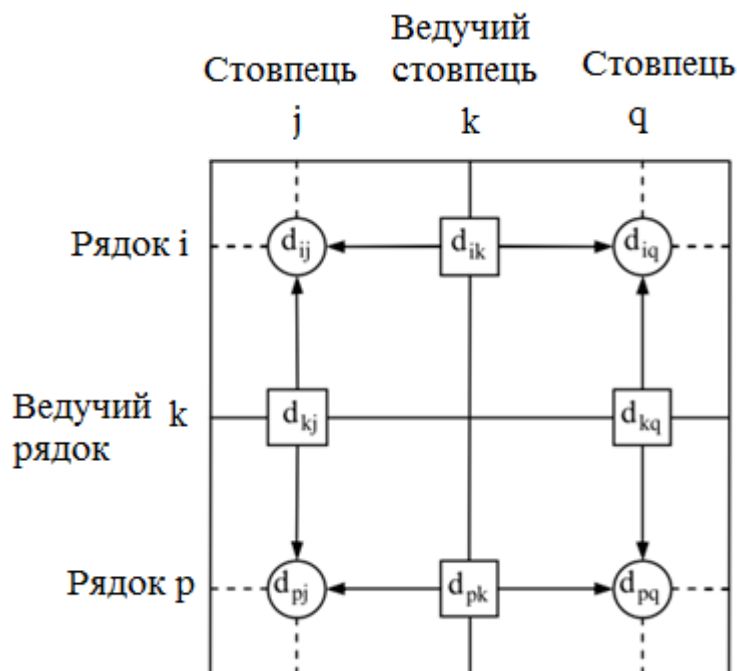 Ведучий
Стовпець стовпець Стовпець
j k q
Рядок i d_ij d_ik d_iq
Ведучий k d_kj d_kq
рядок
Рядок p d_pj d_pk d_pq